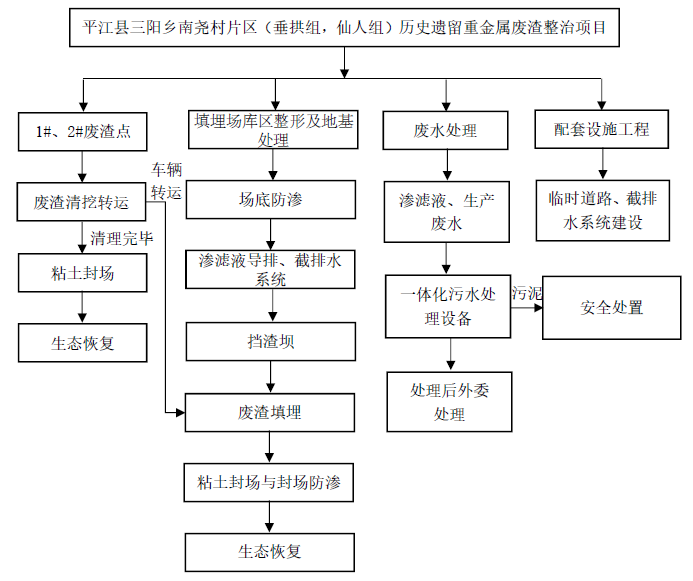 平江县三阳乡南尧村片区（垂拱组，仙人组）历史遗留重金属废渣整治项目
1#、2#废渣点
废渣清挖转运
车辆
转运
清理完毕
粘土封场
生态恢复
填埋场库区整形及地基
处理
场底防渗
渗滤液导排、截排水
系统
挡渣坝
废渣填埋
粘土封场与封场防渗
生态恢复
废水处理
渗滤液、生产
废水
一体化污水处
理设备
污泥
安全处置
处理后外委
处理
配套设施工程
临时道路、截排
水系统建设